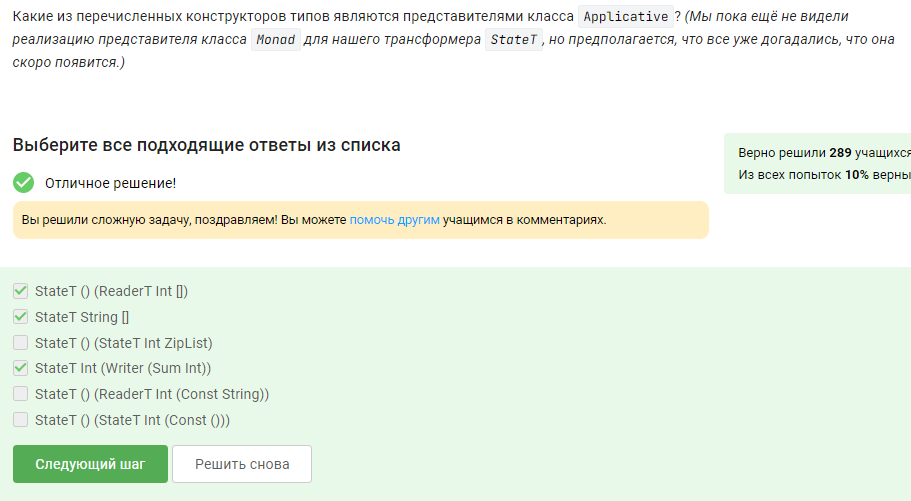 Какие из перечисленных конструкторов типов являются представителями класса Applicative ? (Мы пока ещё не видели
реализацию представителя класса Monad для нашего трансформера StateT , но предполагается, что все уже догадались, что она
скоро появится.)
Выберите все подходящие ответы из списка
Верно решили 289 учащихся
Из всех попыток 10% верны
Отличное решение!
Вы решили сложную задачу, поздравляем! Вы можете помочь другим учащимся в комментариях.
StateT () (ReaderT Int [])
StateT String []
StateT () (StateT Int ZipList)
StateT Int (Writer (Sum Int))
StateT () (ReaderT Int (Const String))
StateT () (StateT Int (Const ()))
Следующий шаг
Решить снова